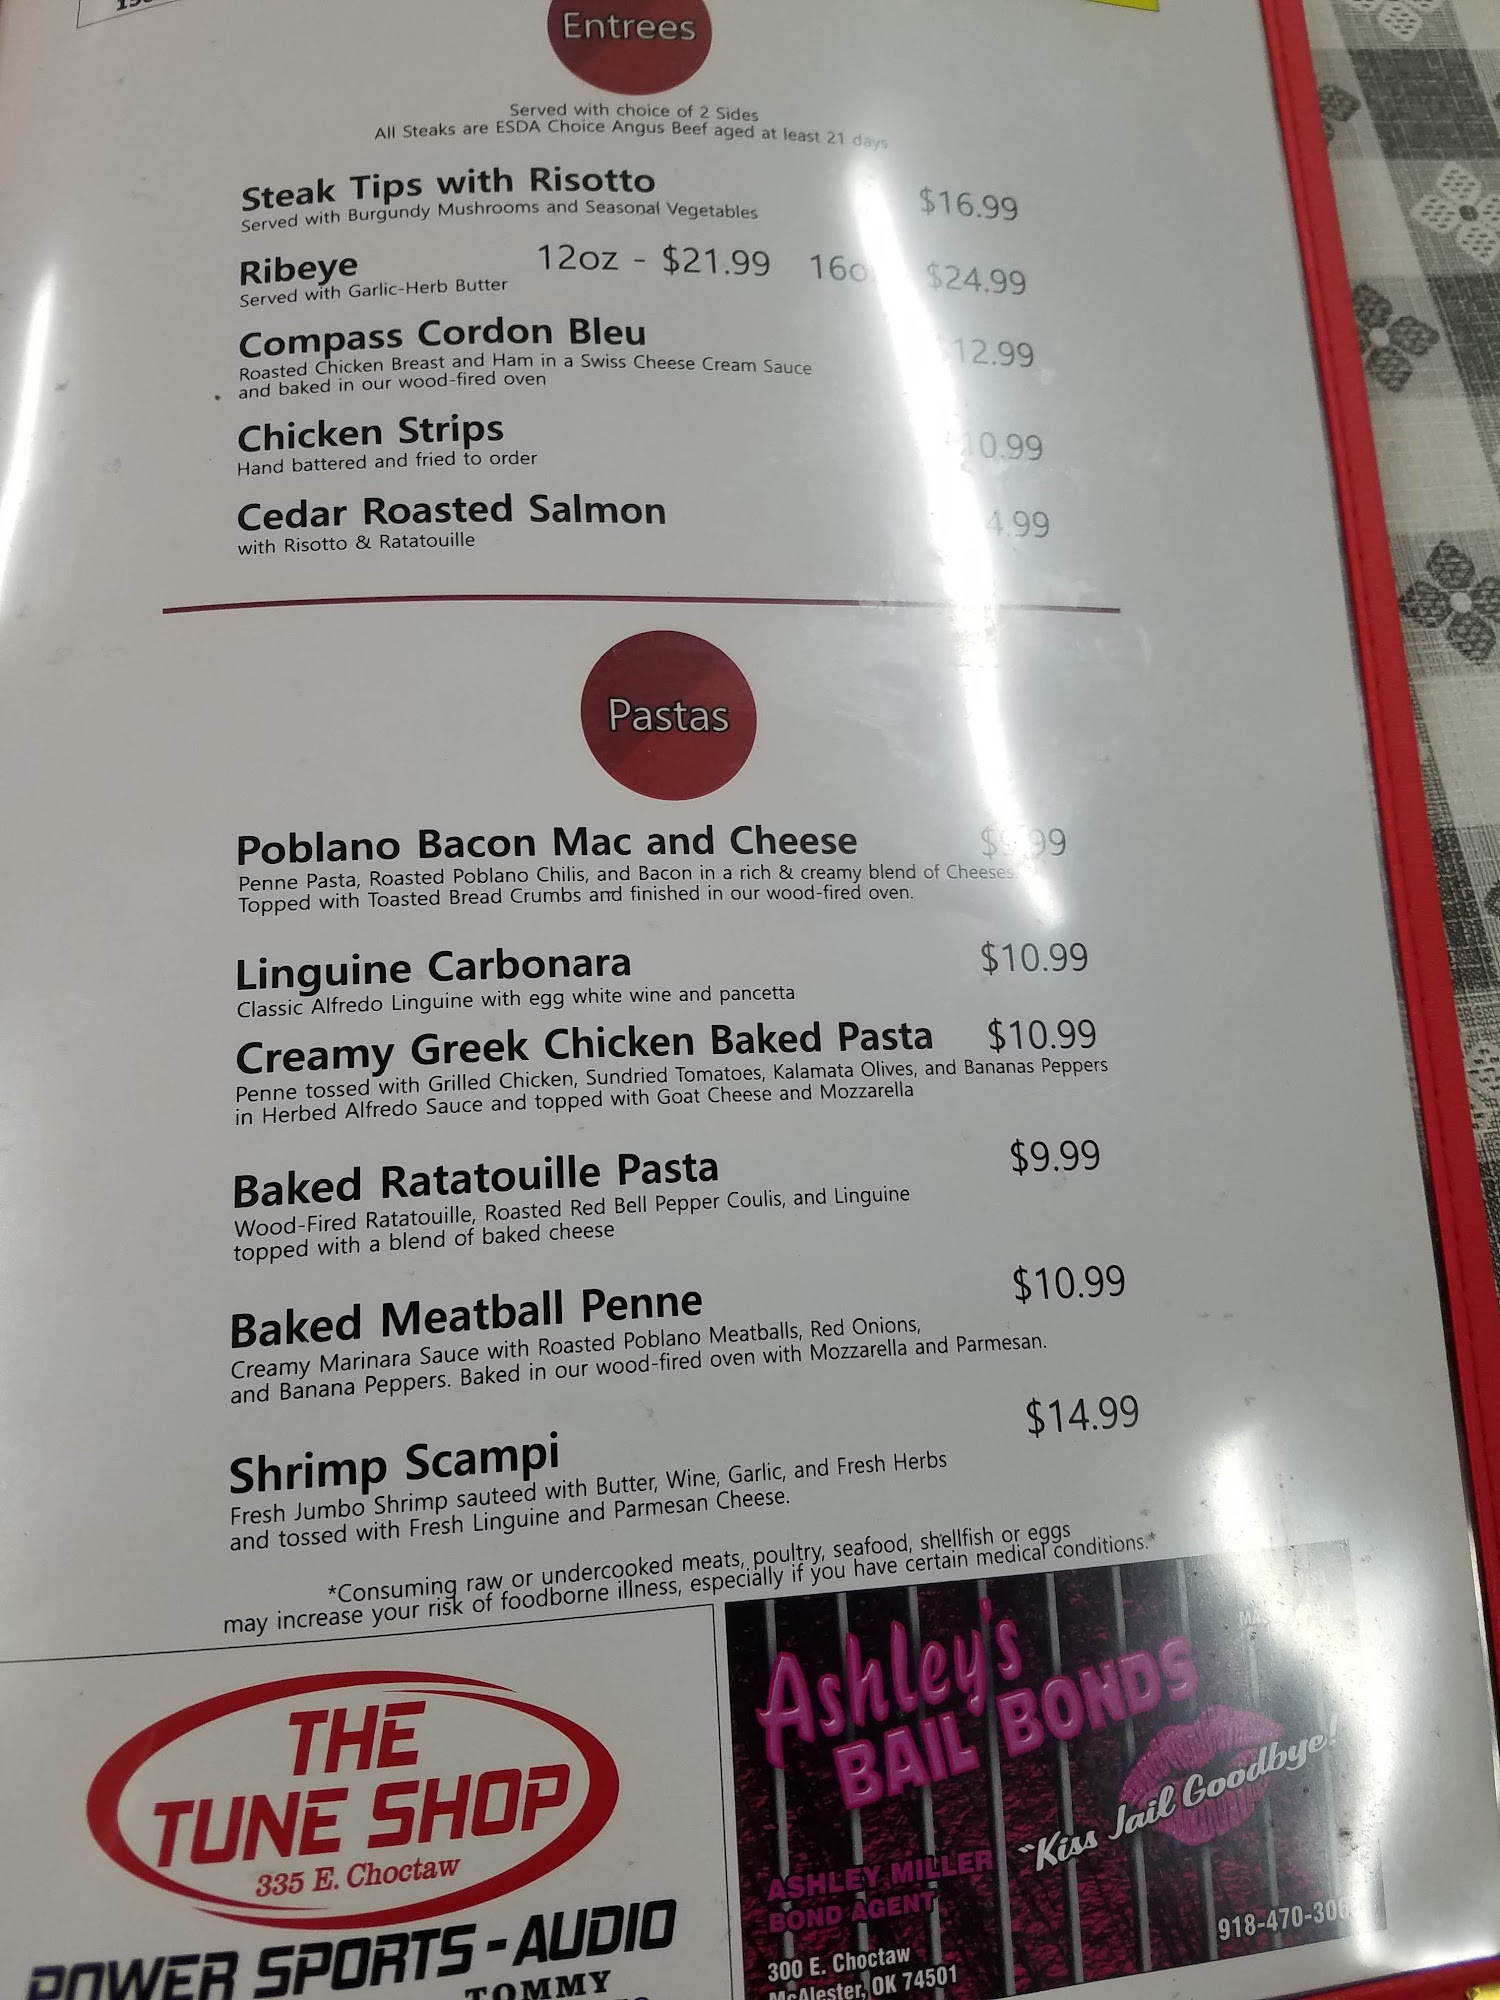 Entrees
Served with choice of 2 Sides
All Steaks are ESDA Choice Angus Beef aged at least 21 days
Steak Tips with Risotto $16.99
Served with Burgundy Mushrooms and Seasonal Vegetables
Ribeye 12oz - $21.99 $24.99
Served with Garlic-Herb Butter
Compass Cordon Bleu 12.99
Roasted Chicken Breast and Ham in a Swiss Cheese Cream Sauce
and baked in our wood-fired oven
Chicken Strips 10.99
Hand battered and fried to order
Cedar Roasted Salmon
with Risotto & Ratatouille
Pastas
Poblano Bacon Mac and Cheese
Penne Pasta, Roasted Poblano Chilis, and Bacon in a rich & creamy blend of Cheeses.
Topped with Toasted Bread Crumbs and finished in our wood-fired oven.
Linguine Carbonara $10.99
Classic Alfredo Linguine with egg white wine and pancetta
Creamy Greek Chicken Baked Pasta $10.99
Penne tossed with Grilled Chicken, Sundried Tomatoes, Kalamata Olives, and Bananas Peppers
in Herbed Alfredo Sauce and topped with Goat Cheese and Mozzarella
Baked Ratatouille Pasta $9.99
Wood-Fired Ratatouille, Roasted Red Bell Pepper Coulis, and Linguine
topped with a blend of baked cheese
Baked Meatball Penne $10.99
Creamy Marinara Sauce with Roasted Poblano Meatballs, Red Onions,
and Banana Peppers. Baked in our wood-fired oven with Mozzarella and Parmesan.
Shrimp Scampi $14.99
Fresh Jumbo Shrimp sauteed with Butter, Wine, Garlic, and Fresh Herbs
and tossed with Fresh Linguine and Parmesan Cheese.
*Consuming raw or undercooked meats, poultry, seafood, shellfish or eggs
may increase your risk of foodborne illness, especially if you have certain medical conditions.*
THE
TUNE SHOP
335 E. Choctaw
POWER SPORTS - AUDIO
TOMMY
Ashley's
BAIL BONDS
"Kiss Jail Goodbye!
ASHLEY MILLER
BOND AGENT
918-470-306
300 E. Choctaw
McAlester, OK 74501